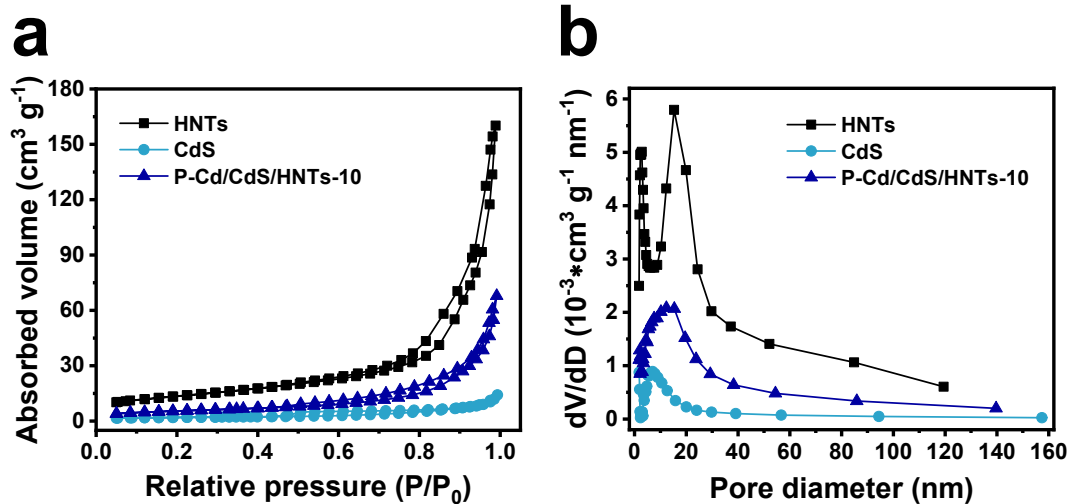 a
Absorbed volume (cm³ g⁻¹)
180
150
120
90
60
30
0
HNTs
CdS
P-Cd/CdS/HNTs-10
0.0 0.2 0.4 0.6 0.8 1.0
Relative pressure (P/P₀)
b
dV/dD (10⁻³*cm³ g⁻¹ nm⁻¹)
6
5
4
3
2
1
0
HNTs
CdS
P-Cd/CdS/HNTs-10
0 20 40 60 80 100 120 140 160
Pore diameter (nm)